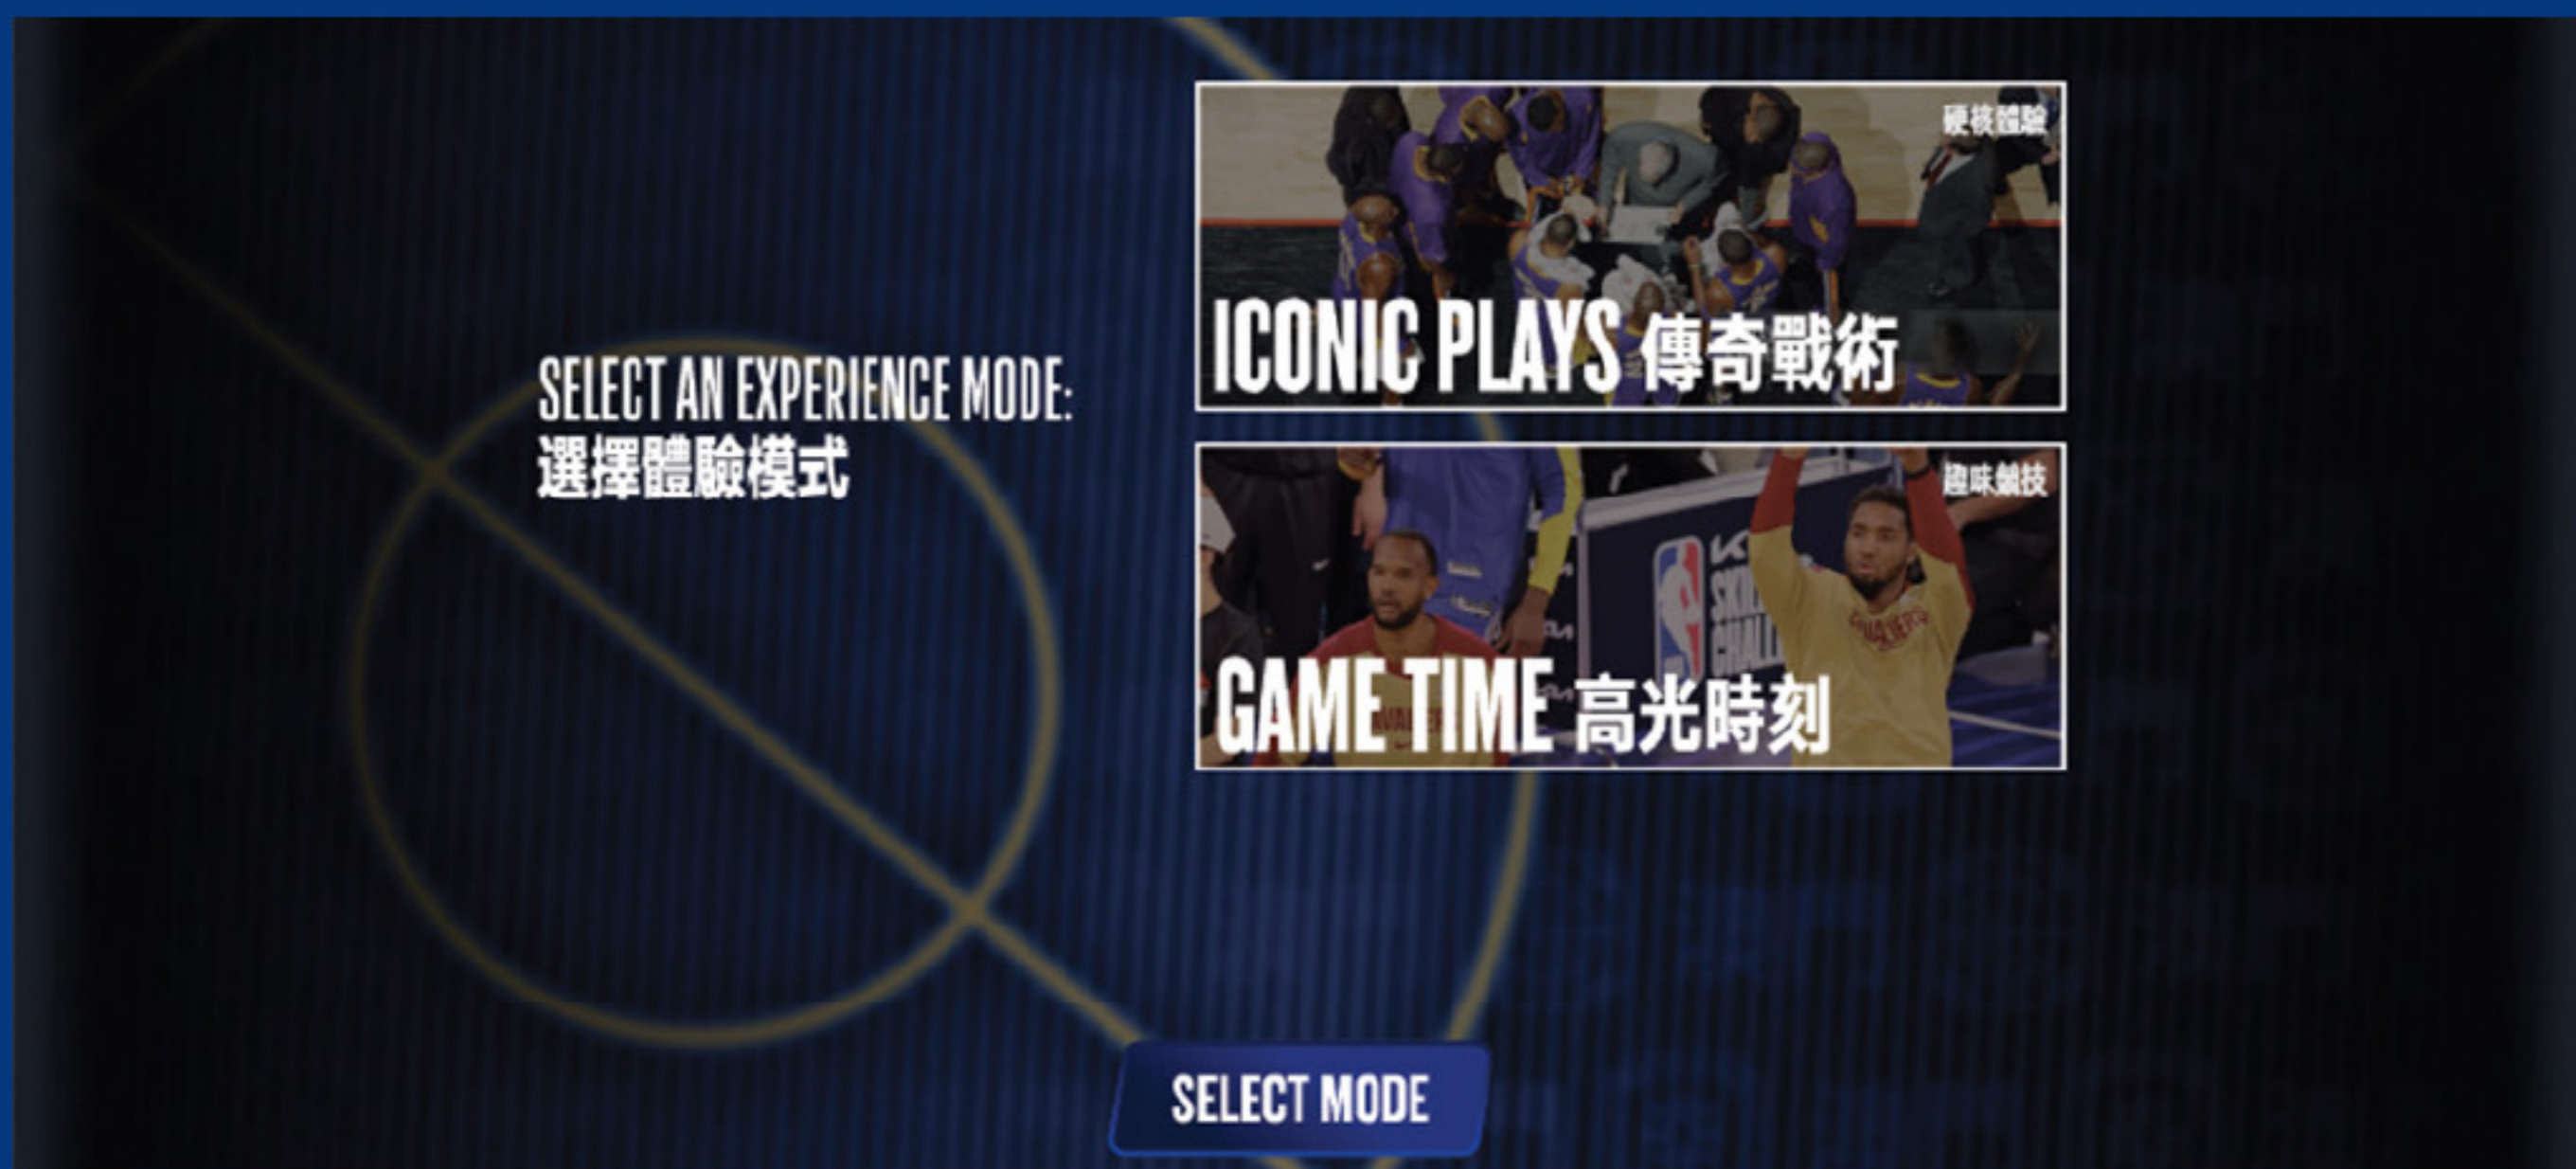 SELECT AN EXPERIENCE MODE:
選擇體驗模式
硬核體驗
ICONIC PLAYS 傳奇戰術
趣味競技
CAVALIERS
GAME TIME 高光時刻
SELECT MODE